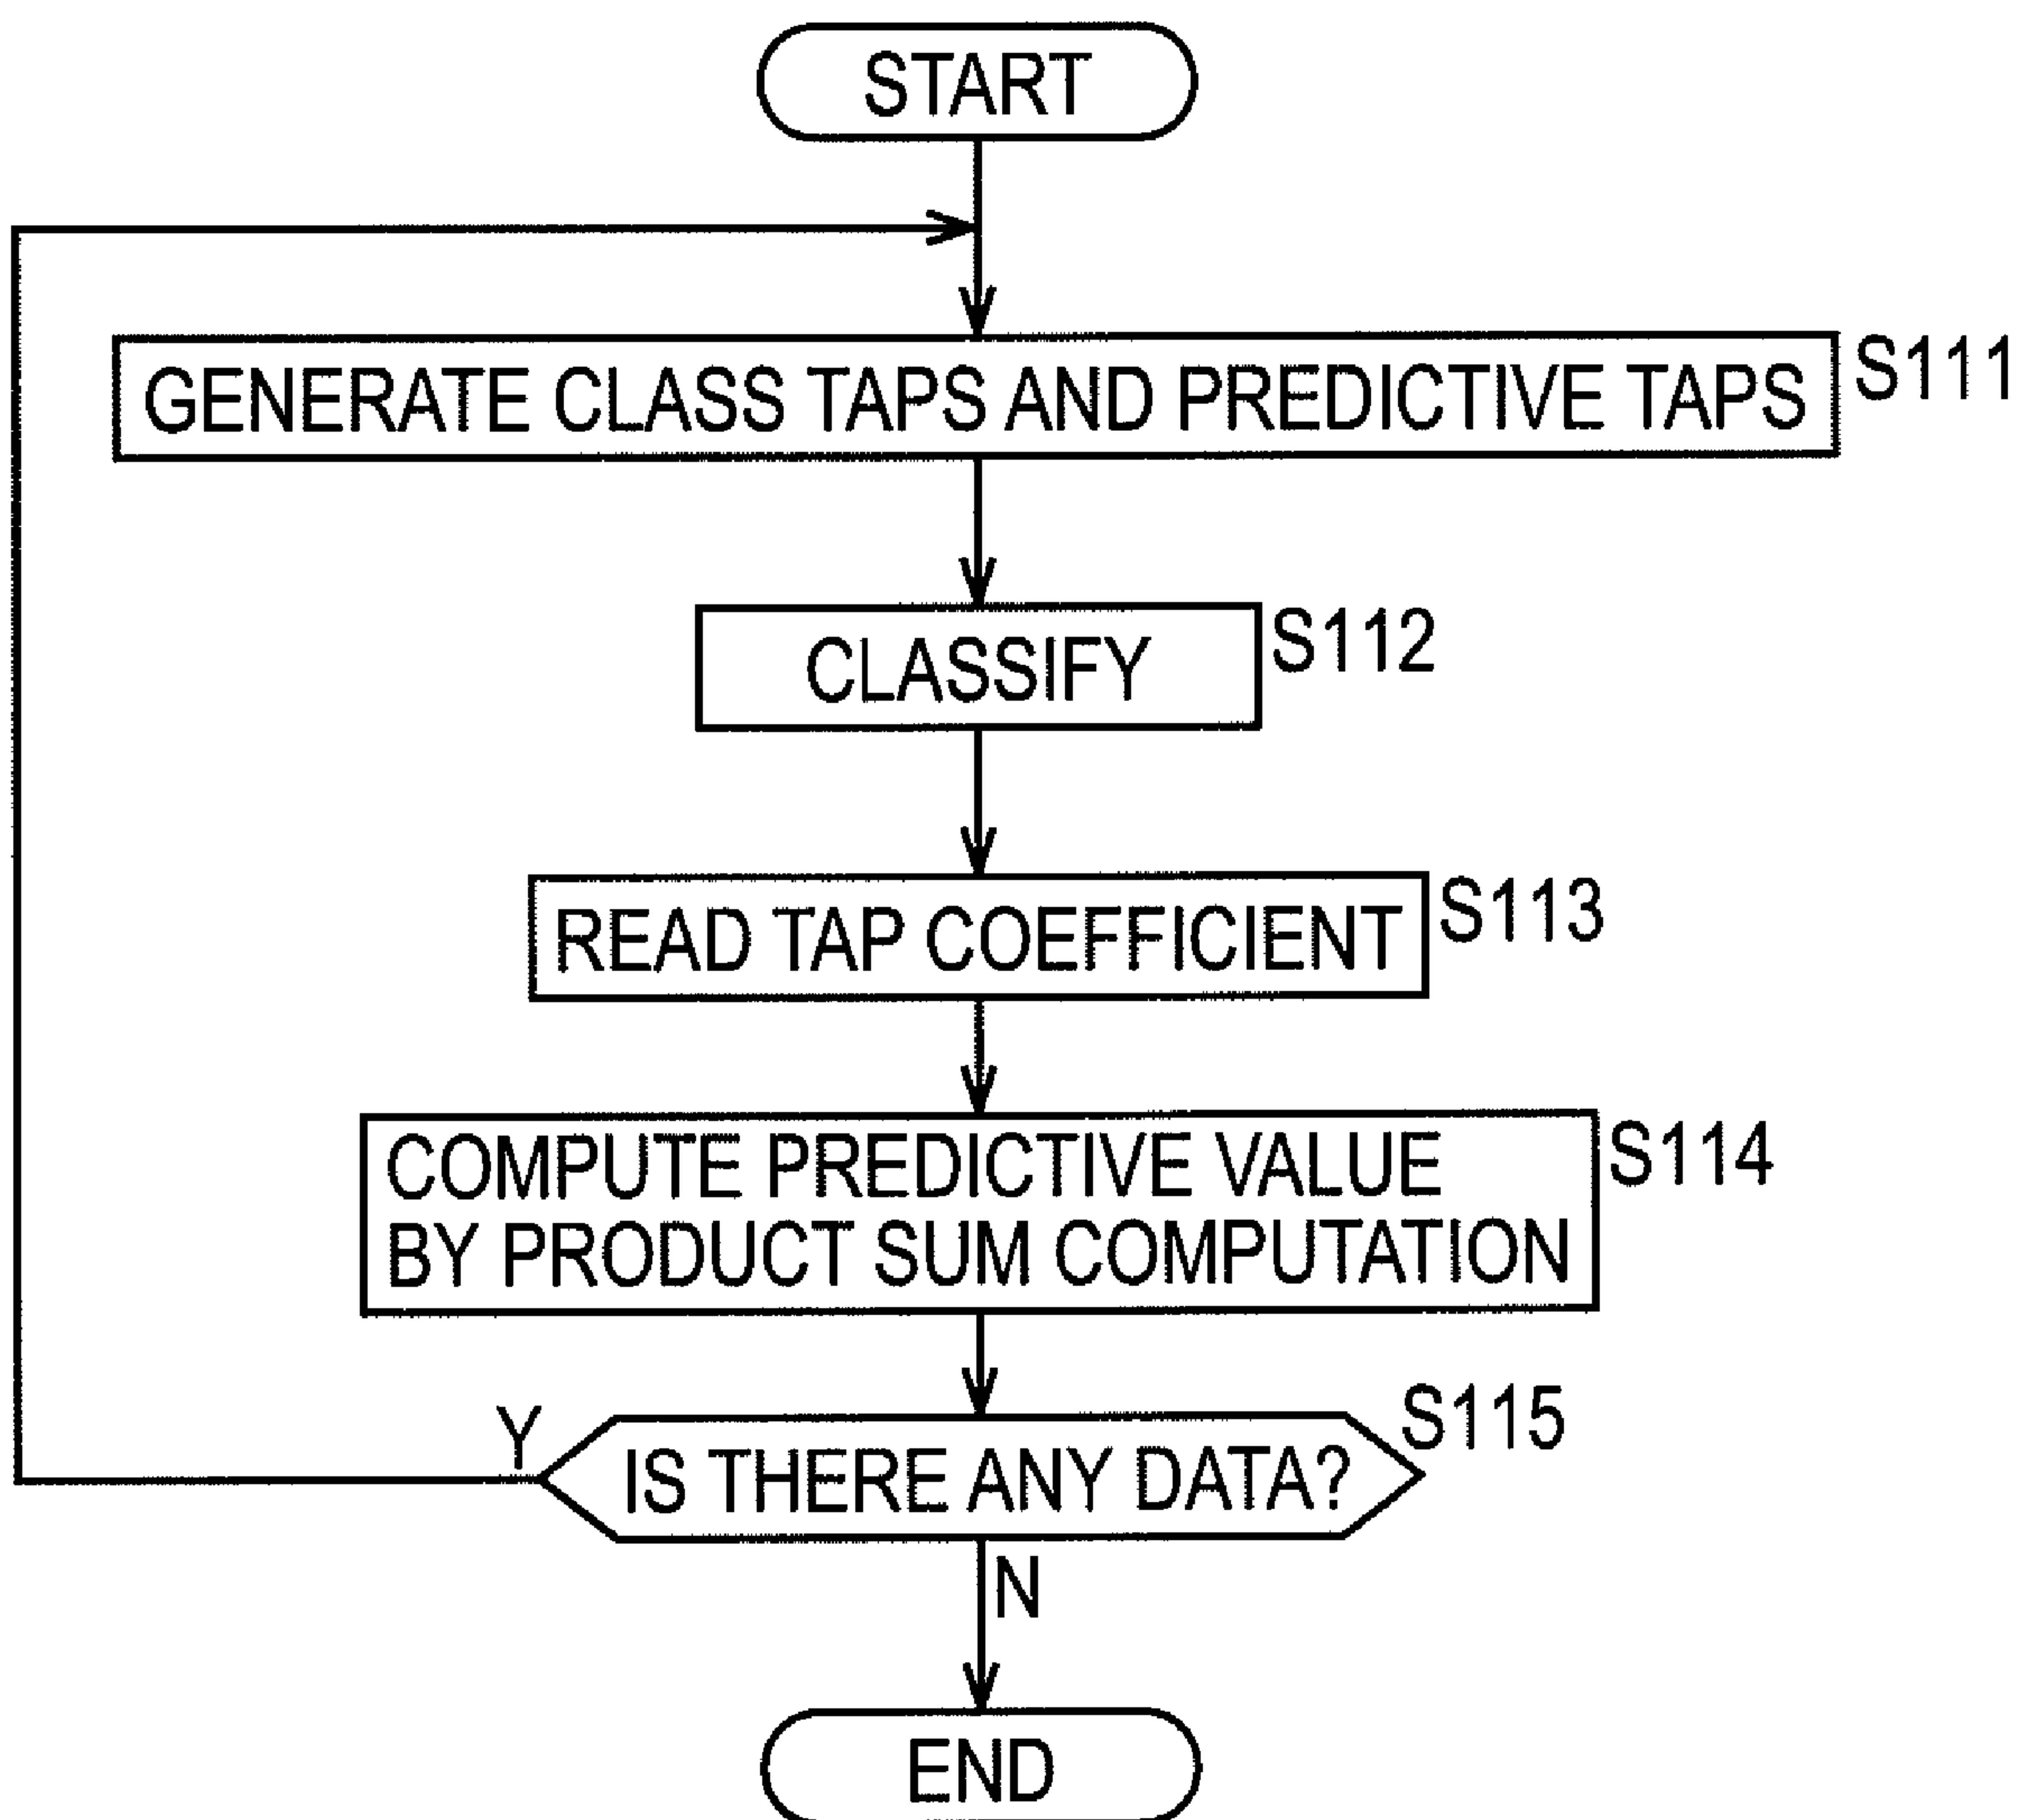 START
GENERATE CLASS TAPS AND PREDICTIVE TAPS
S111
CLASSIFY
S112
READ TAP COEFFICIENT
S113
COMPUTE PREDICTIVE VALUE
BY PRODUCT SUM COMPUTATION
S114
Y
IS THERE ANY DATA?
S115
N
END